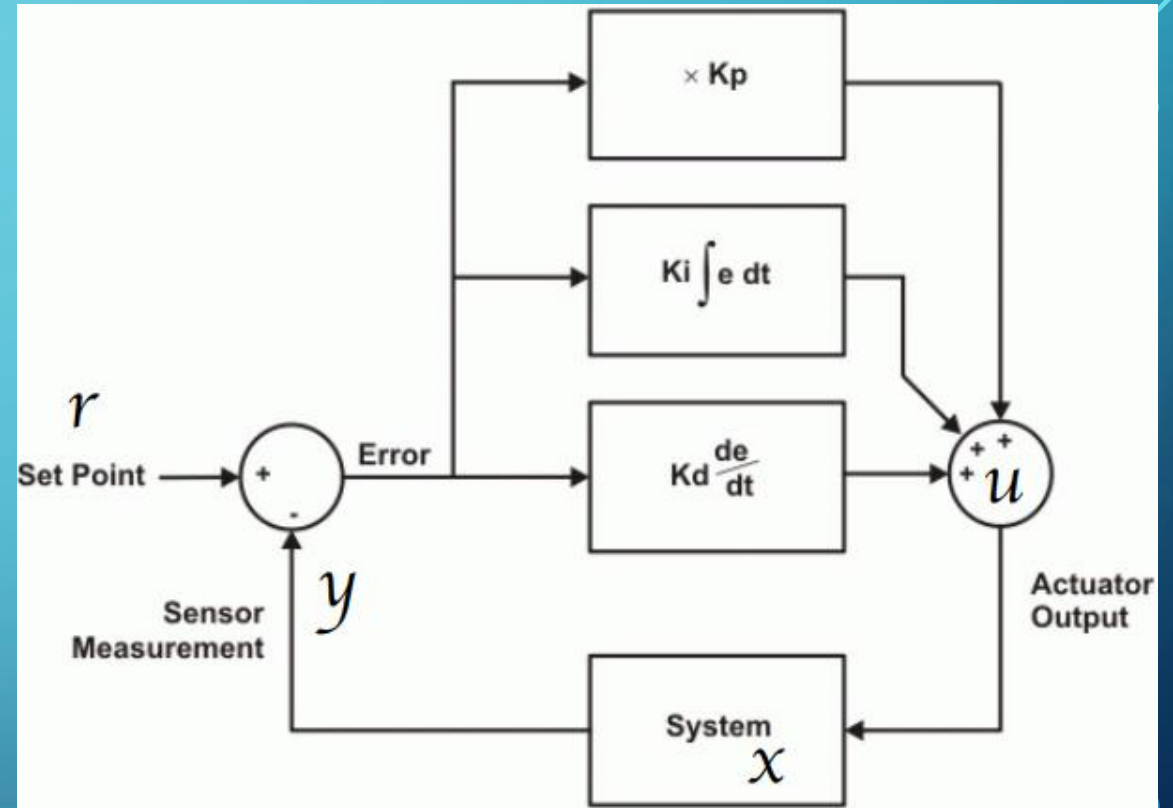 × Kp
Ki ∫ e dt
r
Set Point
+
-
Error
Kd de/dt
+ +
+
u
y
Sensor
Measurement
Actuator
Output
System
x